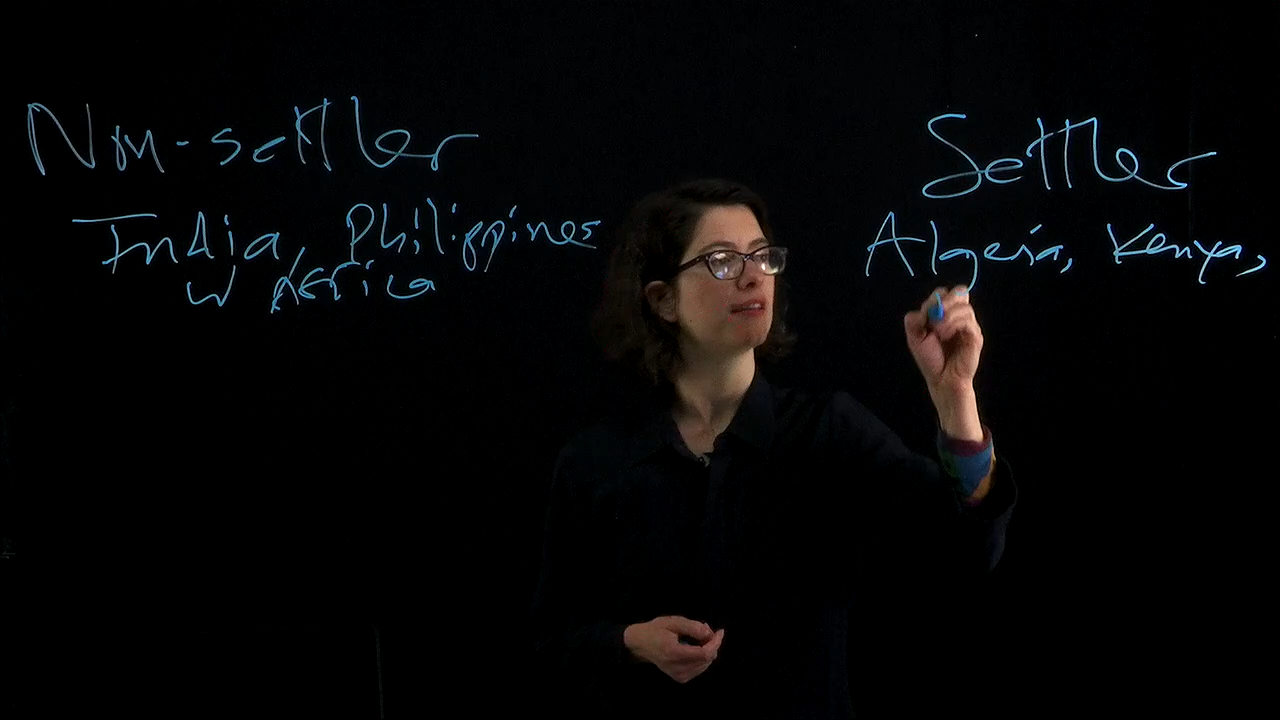 Non-settler
India, Philippines
W Africa
Settler
Algeria, Kenya,